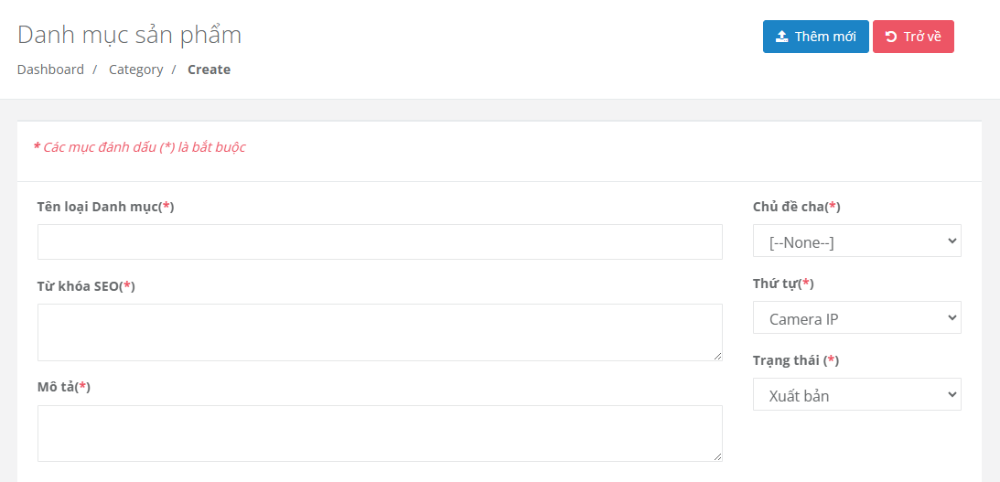 Danh mục sản phẩm
Thêm mới
Trở về
Dashboard / Category / Create
* Các mục đánh dấu (*) là bắt buộc
Tên loại Danh mục(*)
Chủ đề cha(*)
[--None--]
Từ khóa SEO(*)
Thứ tự(*)
Camera IP
Mô tả(*)
Trạng thái (*)
Xuất bản